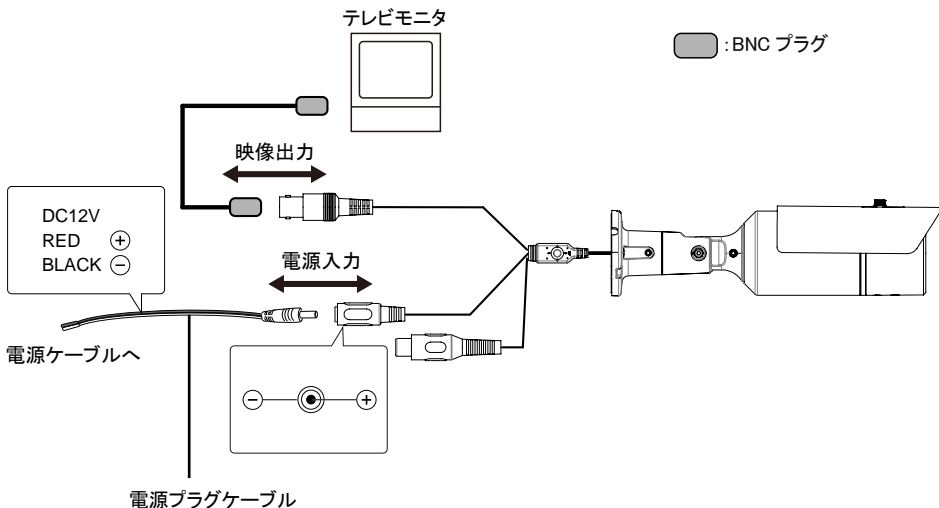 テレビモニタ
:BNC プラグ
映像出力
DC12V
RED ⊕
BLACK ⊖
電源入力
電源ケーブルへ
⊖ ⊕
電源プラグケーブル